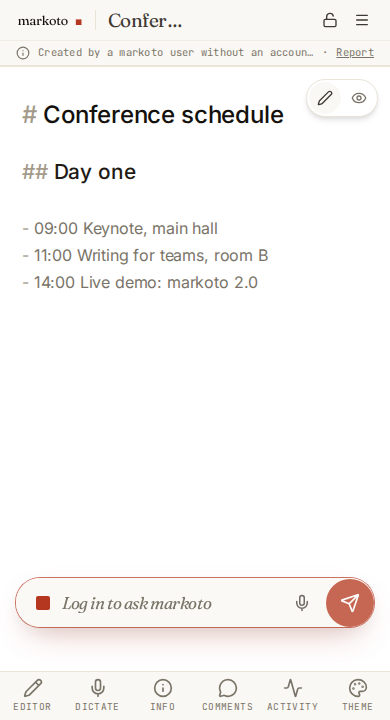 markoto Confer...
Created by a markoto user without an accoun… · Report
# Conference schedule
## Day one
- 09:00 Keynote, main hall
- 11:00 Writing for teams, room B
- 14:00 Live demo: markoto 2.0
Log in to ask markoto
EDITOR DICTATE INFO COMMENTS ACTIVITY THEME